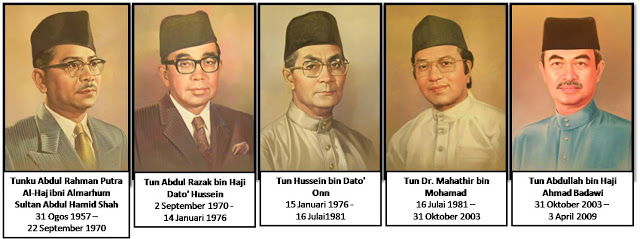 Tunku Abdul Rahman Putra
Al-Haj ibni Almarhum
Sultan Abdul Hamid Shah
31 Ogos 1957 –
22 September 1970
Tun Abdul Razak bin Haji
Dato' Hussein
2 September 1970 -
14 Januari 1976
Tun Hussein bin Dato'
Onn
15 Januari 1976 -
16 Julai1981
Tun Dr. Mahathir bin
Mohamad
16 Julai 1981 –
31 Oktober 2003
Tun Abdullah bin Haji
Ahmad Badawi
31 Oktober 2003 –
3 April 2009